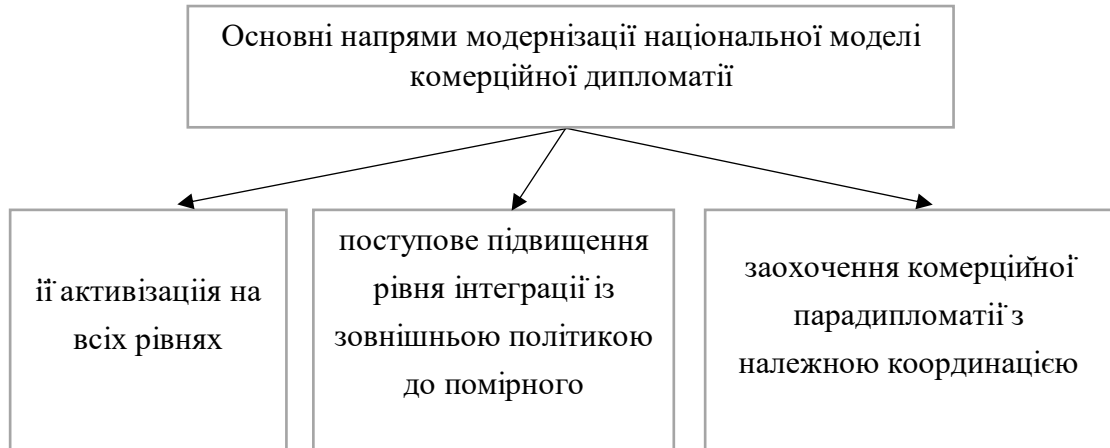 Основні напрями модернізації національної моделі
комерційної дипломатії
її активізаціія на
всіх рівнях
поступове підвищення
рівня інтеграції із
зовнішньою політикою
до помірного
заохочення комерційної
парадипломатії з
належною координацією